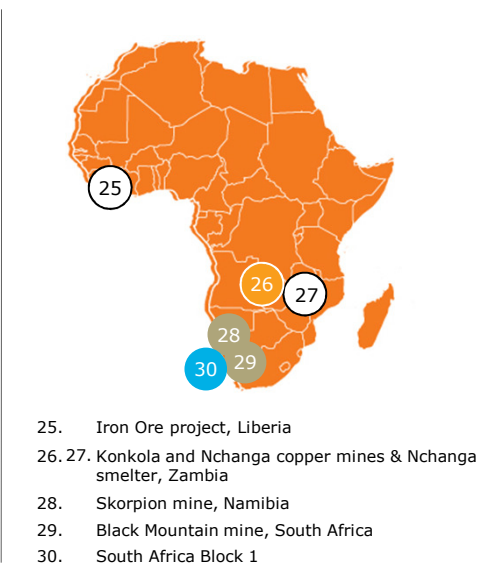 25
26
27
28
29
30
25. Iron Ore project, Liberia
26. 27. Konkola and Nchanga copper mines & Nchanga
smelter, Zambia
28. Skorpion mine, Namibia
29. Black Mountain mine, South Africa
30. South Africa Block 1